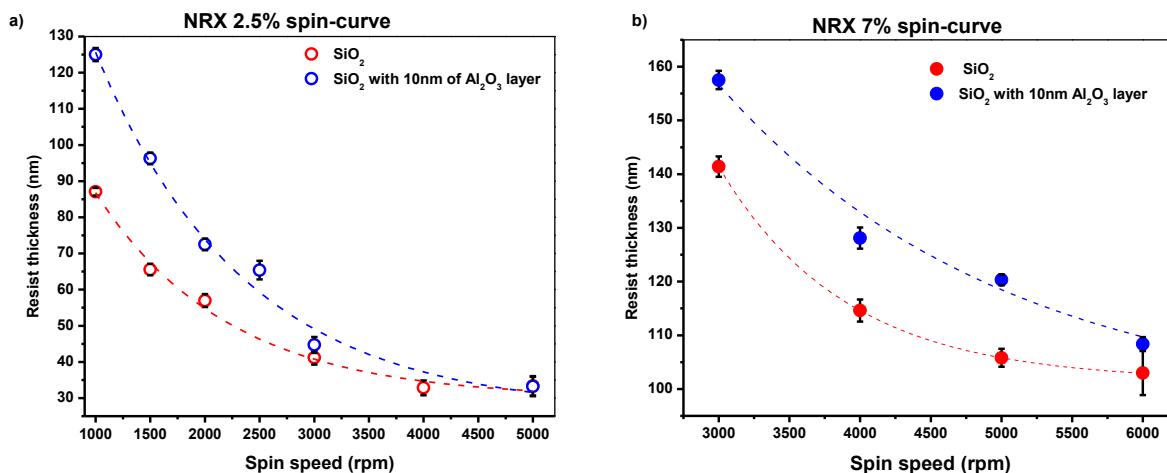 a)
NRX 2.5% spin-curve
SiO₂
SiO₂ with 10nm of Al₂O₃ layer
Resist thickness (nm)
130
120
110
100
90
80
70
60
50
40
30
1000 1500 2000 2500 3000 3500 4000 4500 5000
Spin speed (rpm)
b)
NRX 7% spin-curve
SiO₂
SiO₂ with 10nm Al₂O₃ layer
Resist thickness (nm)
160
150
140
130
120
110
100
3000 3500 4000 4500 5000 5500 6000
Spin speed (rpm)